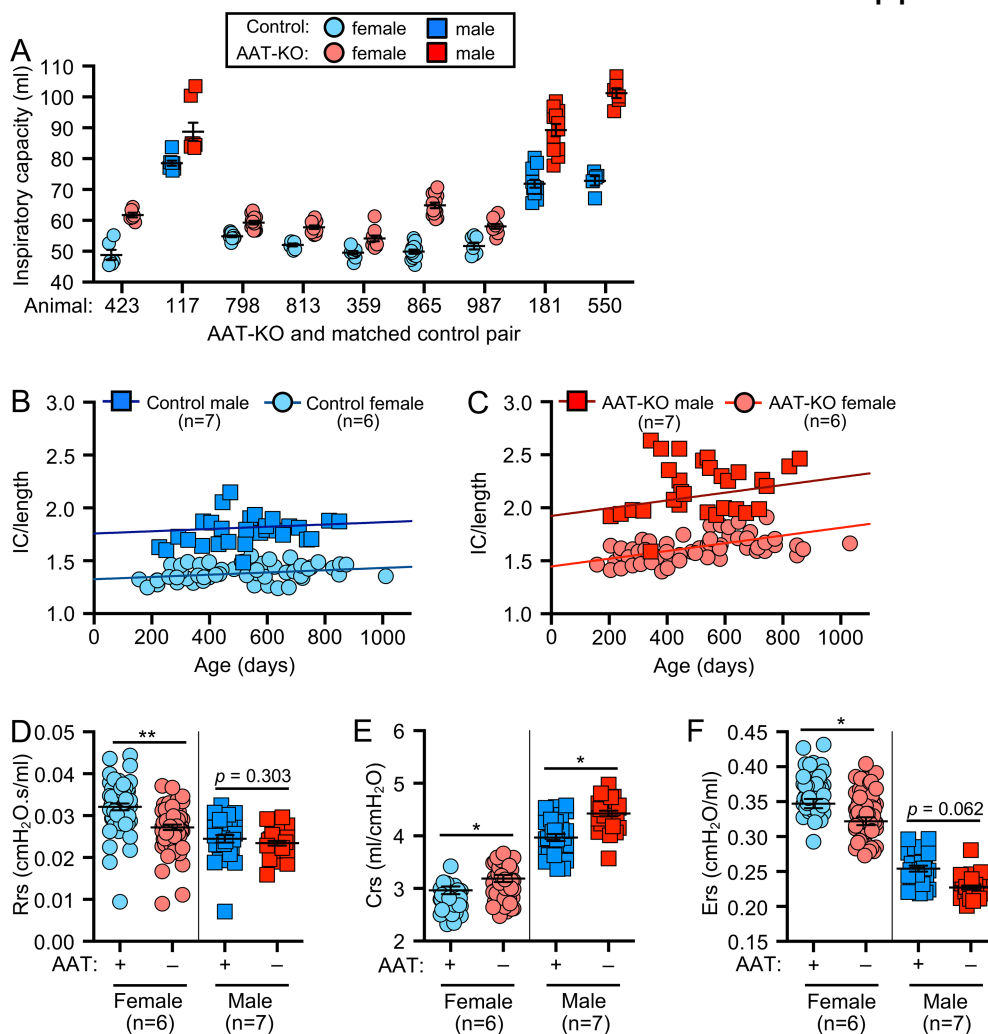 Control: female male
AAT-KO: female male
A
Inspiratory capacity (ml)
110
100
90
80
70
60
50
40
Animal: 423 117 798 813 359 865 987 181 550
AAT-KO and matched control pair
B
Control male (n=7)
Control female (n=6)
IC/length
3.0
2.5
2.0
1.5
1.0
0 200 400 600 800 1000
Age (days)
C
AAT-KO male (n=7)
AAT-KO female (n=6)
IC/length
3.0
2.5
2.0
1.5
1.0
0 200 400 600 800 1000
Age (days)
D
Rrs (cmH₂O.s/ml)
0.05
0.04
0.03
0.02
0.01
0.00
**
p = 0.303
AAT: + – + –
Female (n=6)
Male (n=7)
E
Crs (ml/cmH₂O)
6
5
4
3
2
*
*
AAT: + – + –
Female (n=6)
Male (n=7)
F
Ers (cmH₂O/ml)
0.45
0.40
0.35
0.30
0.25
0.20
0.15
*
p = 0.062
AAT: + – + –
Female (n=6)
Male (n=7)